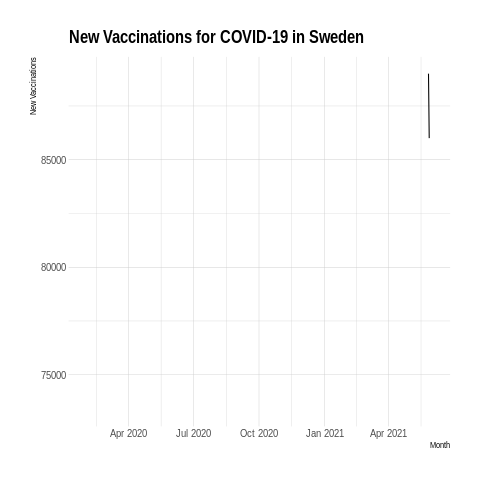 New Vaccinations for COVID-19 in Sweden
New Vaccinations
85000
80000
75000
Apr 2020 Jul 2020 Oct 2020 Jan 2021 Apr 2021
Month